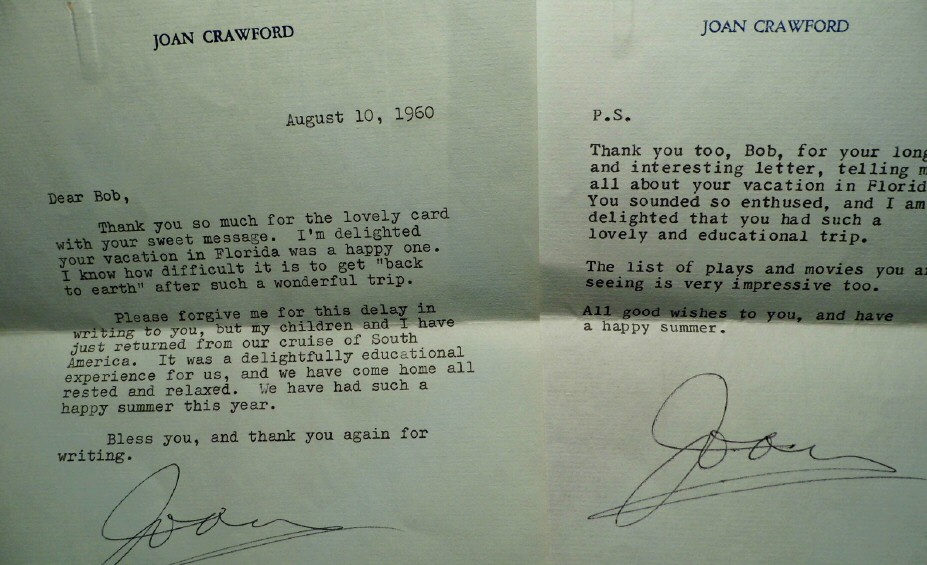 JOAN CRAWFORD
August 10, 1960
Dear Bob,
Thank you so much for the lovely card
with your sweet message. I'm delighted
your vacation in Florida was a happy one.
I know how difficult it is to get "back
to earth" after such a wonderful trip.
Please forgive me for this delay in
writing to you, but my children and I have
just returned from our cruise of South
America. It was a delightfully educational
experience for us, and we have come home all
rested and relaxed. We have had such a
happy summer this year.
Bless you, and thank you again for
writing.
Joan
JOAN CRAWFORD
P.S.
Thank you too, Bob, for your long
and interesting letter, telling m
all about your vacation in Florid
You sounded so enthused, and I am
delighted that you had such a
lovely and educational trip.
The list of plays and movies you a
seeing is very impressive too.
All good wishes to you, and have
a happy summer.
Joan